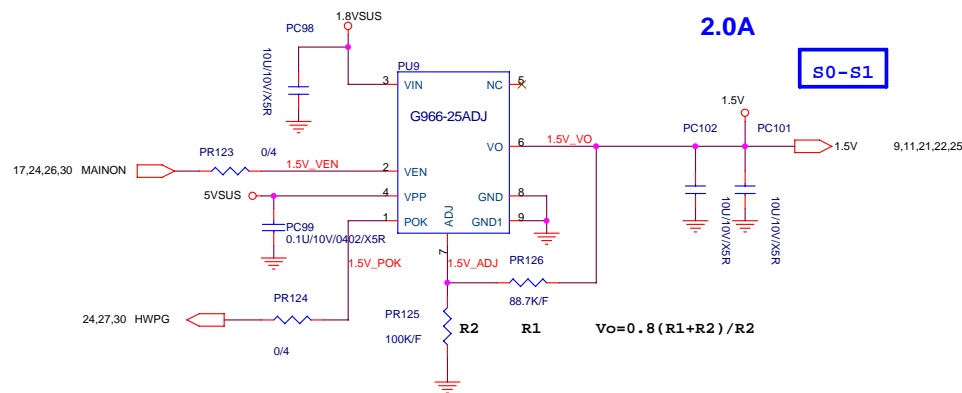 1.8VSUS
PC98
10U/10V/X5R
2.0A
S0-S1
PU9
3
VIN
NC
5
G966-25ADJ
1.5V
PC102
PC101
VO
6
1.5V_VO
1.5V
9,11,21,22,25
17,24,26,30
MAINON
PR123
0/4
1.5V_VEN
2
VEN
5VSUS
4
VPP
GND
8
PC99
0.1U/10V/0402/X5R
1
POK
ADJ
GND1
9
10U/10V/X5R
10U/10V/X5R
7
1.5V_POK
1.5V_ADJ
PR126
88.7K/F
PR124
24,27,30
HWPG
0/4
PR125
100K/F
R2
R1
Vo=0.8(R1+R2)/R2